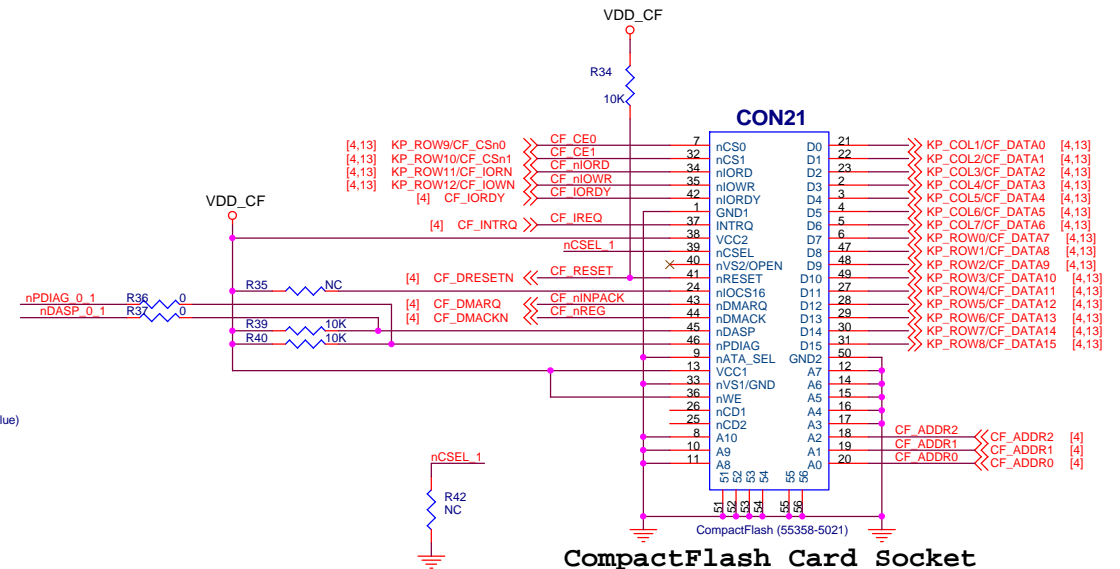 VDD_CF
R34
10K
CON21
[4,13] KP_ROW9/CF_CSn0 CF_CE0 7 nCS0 D0 21 KP_COL1/CF_DATA0 [4,13]
[4,13] KP_ROW10/CF_CSn1 CF_CE1 32 nCS1 D1 22 KP_COL2/CF_DATA1 [4,13]
[4,13] KP_ROW11/CF_IORN CF_nIORD 34 nIORD D2 23 KP_COL3/CF_DATA2 [4,13]
[4,13] KP_ROW12/CF_IOWN CF_nIOWR 35 nIOWR D3 2 KP_COL4/CF_DATA3 [4,13]
[4] CF_IORDY CF_IORDY 42 nIORDY D4 3 KP_COL5/CF_DATA4 [4,13]
VDD_CF
1 GND1 D5 4 KP_COL6/CF_DATA5 [4,13]
[4] CF_INTRQ CF_IREQ 37 INTRQ D6 5 KP_COL7/CF_DATA6 [4,13]
38 VCC2 D7 6 KP_ROW0/CF_DATA7 [4,13]
nCSEL_1 39 nCSEL D8 47 KP_ROW1/CF_DATA8 [4,13]
40 nVS2/OPEN D9 48 KP_ROW2/CF_DATA9 [4,13]
[4] CF_DRESETN CF_RESET 41 nRESET D10 49 KP_ROW3/CF_DATA10 [4,13]
R35 NC 24 nIOCS16 D11 27 KP_ROW4/CF_DATA11 [4,13]
nPDIAG_0_1 R36 0 [4] CF_DMARQ CF_nINPACK 43 nDMARQ D12 28 KP_ROW5/CF_DATA12 [4,13]
nDASP_0_1 R37 0 [4] CF_DMACKN CF_nREG 44 nDMACK D13 29 KP_ROW6/CF_DATA13 [4,13]
R39 10K 45 nDASP D14 30 KP_ROW7/CF_DATA14 [4,13]
R40 10K 46 nPDIAG D15 31 KP_ROW8/CF_DATA15 [4,13]
9 nATA_SEL GND2 50
13 VCC1 A7 12
33 nVS1/GND A6 14
36 nWE A5 15
26 nCD1 A4 16
25 nCD2 A3 17
lue)
8 A10 A2 18 CF_ADDR2 CF_ADDR2 [4]
10 A9 A1 19 CF_ADDR1 CF_ADDR1 [4]
11 A8 A0 20 CF_ADDR0 CF_ADDR0 [4]
nCSEL_1
51 52 53 54 55 56
R42
NC
51 52 53 54 55 56
CompactFlash (55358-5021)
CompactFlash Card Socket